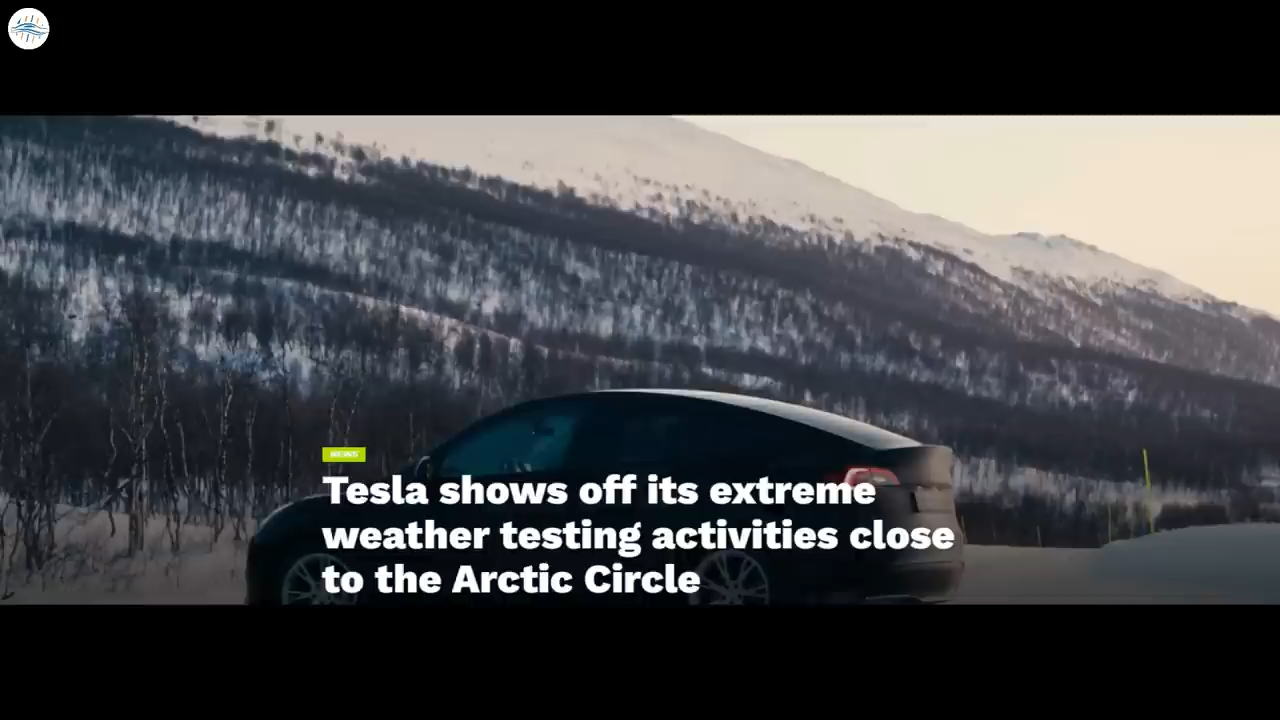 NEWS
Tesla shows off its extreme
weather testing activities close
to the Arctic Circle